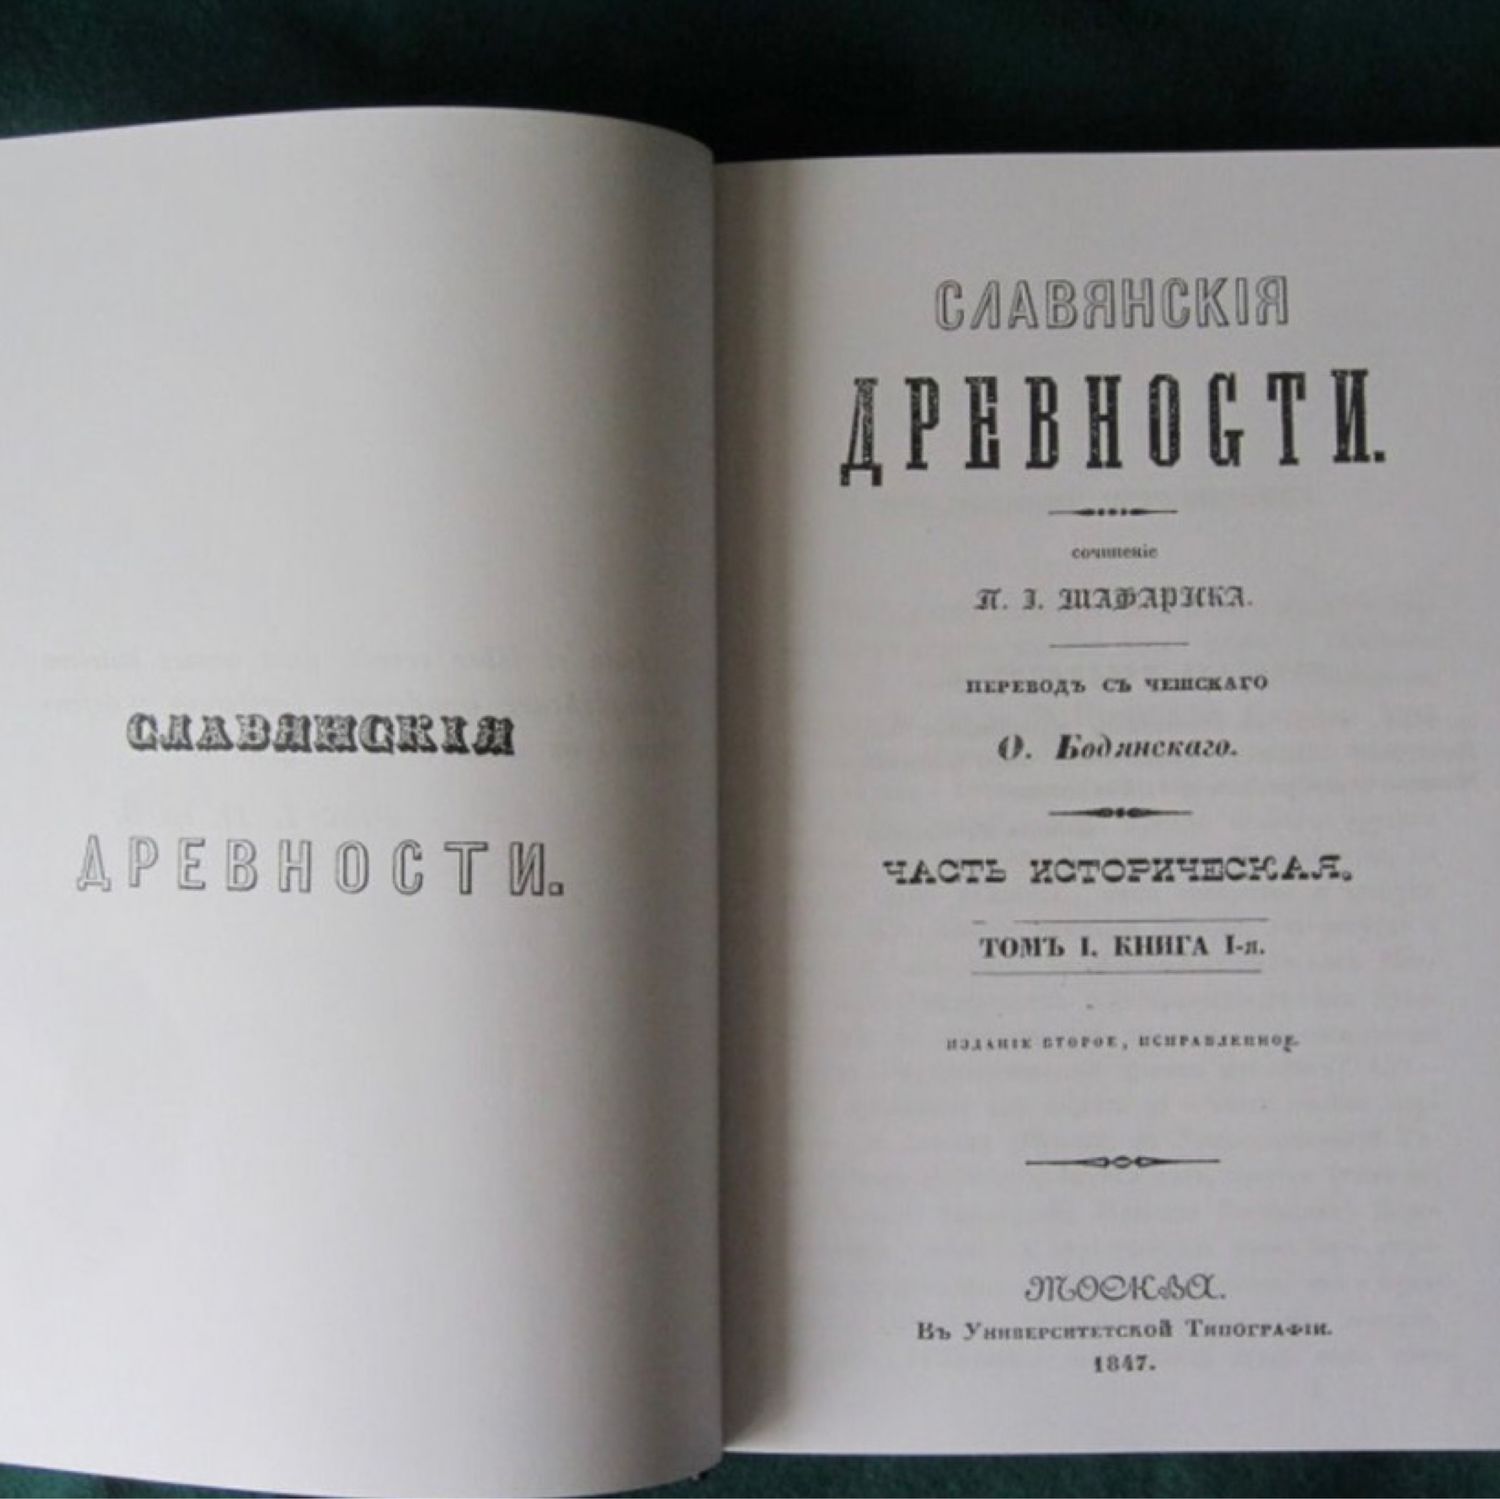 СЛАВЯНСКІЯ
ДРЕВНОСТИ.
СЛАВЯНСКІЯ
ДРЕВНОСТИ.
сочиненіе
П. І. ШАФАРИКА.
ПЕРЕВОДЪ СЪ ЧЕШСКАГО
О. Бодянскаго.
ЧАСТЬ ИСТОРИЧЕСКАЯ.
ТОМЪ І. КНИГА І-я.
ИЗДАНІЕ ВТОРОЕ, ИСПРАВЛЕННОЕ.
МОСКВА.
Въ Университетской Типографіи.
1847.